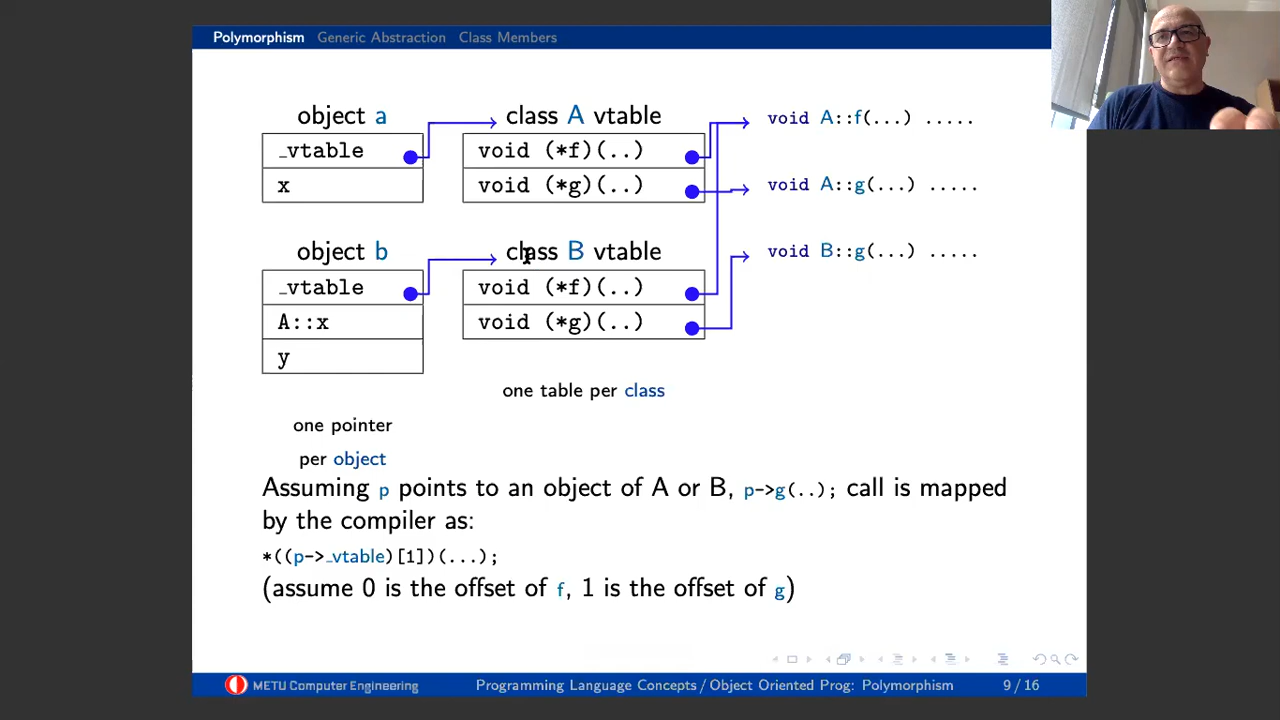 Polymorphism Generic Abstraction Class Members
object a class A vtable void A::f(...) .....
_vtable void (*f)(..)
x void (*g)(..) void A::g(...) .....
object b class B vtable void B::g(...) .....
_vtable void (*f)(..)
A::x void (*g)(..)
y
one table per class
one pointer
per object
Assuming p points to an object of A or B, p->g(..); call is mapped
by the compiler as:
*((p->_vtable)[1])(...);
(assume 0 is the offset of f, 1 is the offset of g)
METU Computer Engineering Programming Language Concepts / Object Oriented Prog: Polymorphism 9 / 16